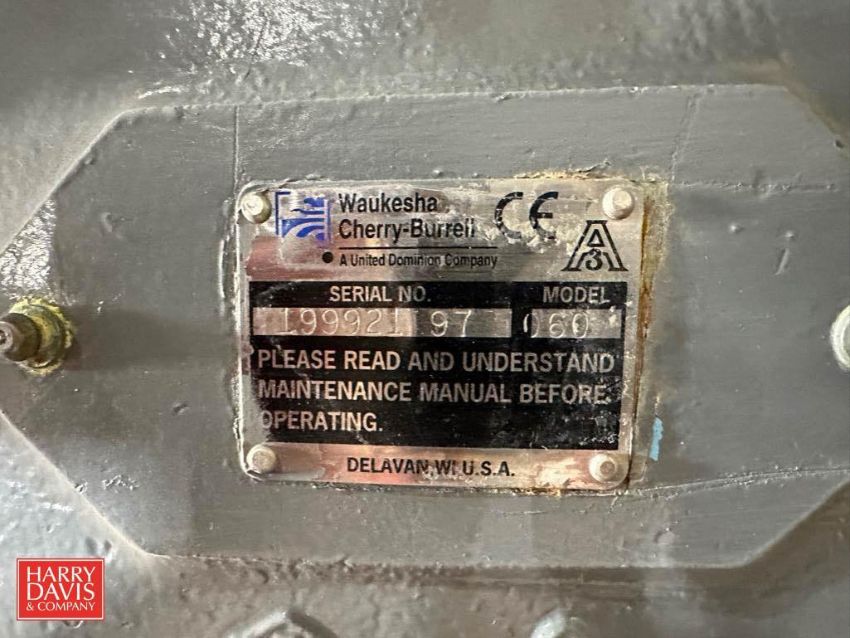 Waukesha
Cherry-Burrell
A United Dominion Company
CE
A
3
SERIAL NO. MODEL
199921 97 060
PLEASE READ AND UNDERSTAND
MAINTENANCE MANUAL BEFORE
OPERATING.
DELAVAN, WI U.S.A.
HARRY
DAVIS
& COMPANY